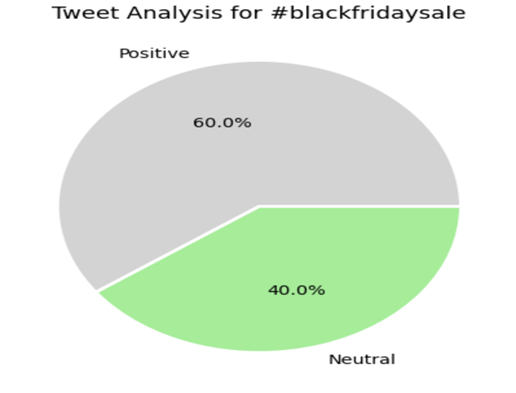 Tweet Analysis for #blackfridaysale
Positive
60.0%
40.0%
Neutral